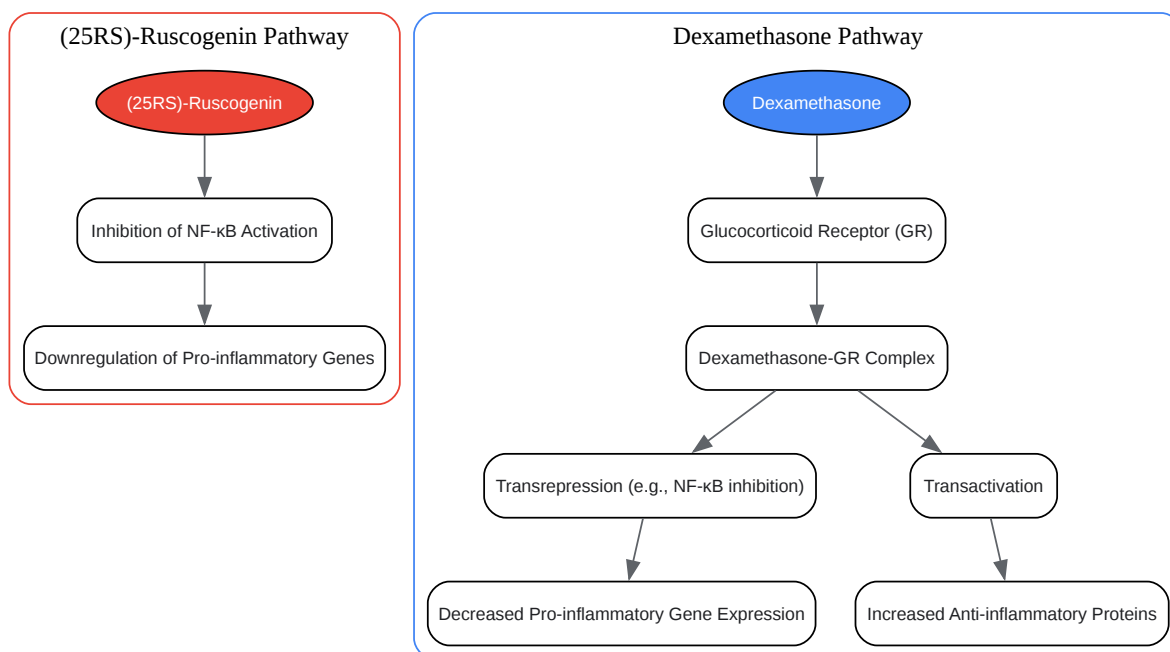 (25RS)-Ruscogenin Pathway
(25RS)-Ruscogenin
Inhibition of NF-κB Activation
Downregulation of Pro-inflammatory Genes
Dexamethasone Pathway
Dexamethasone
Glucocorticoid Receptor (GR)
Dexamethasone-GR Complex
Transrepression (e.g., NF-κB inhibition)
Transactivation
Decreased Pro-inflammatory Gene Expression
Increased Anti-inflammatory Proteins